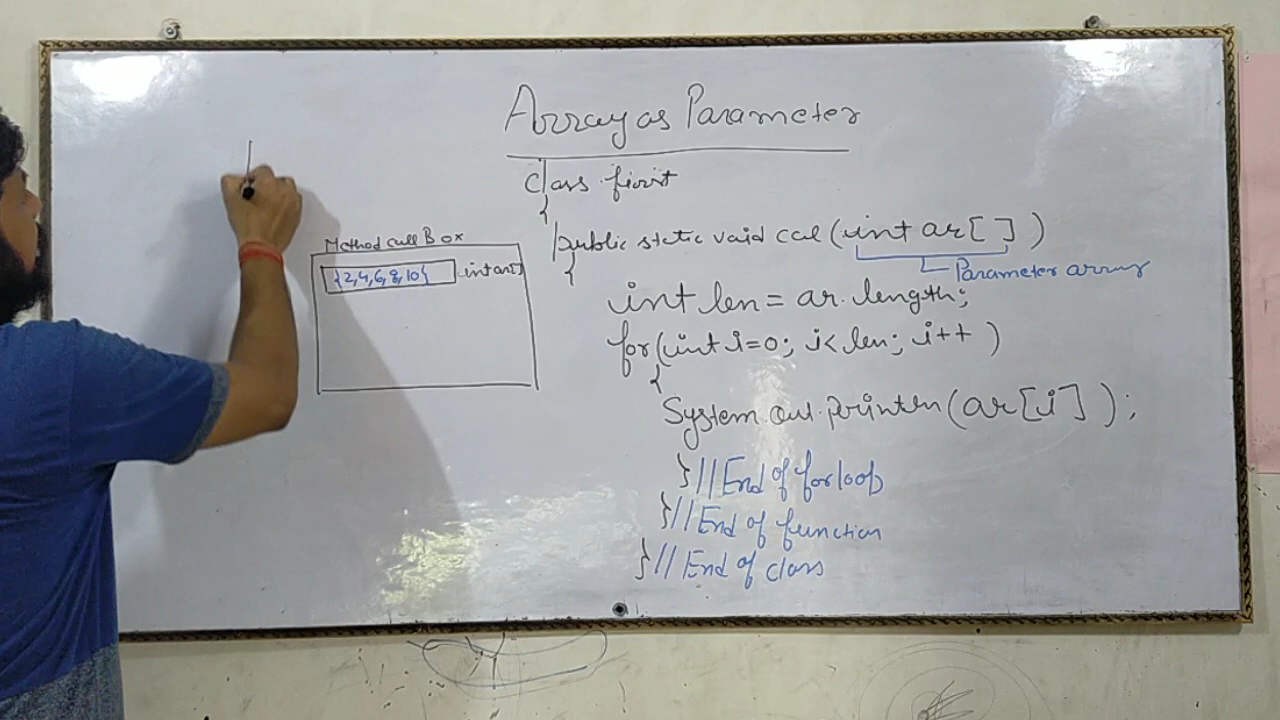 Array as Parameter
class first
{
public static void cal (int ar[ ] )
Parameter array
{
int len = ar.length;
for(int i=0; i<len; i++ )
{
System.out.println(ar[i] );
} //End of for loop
} //End of function
} //End of class
Method call Box
{2,4,6,8,10} int ar[]